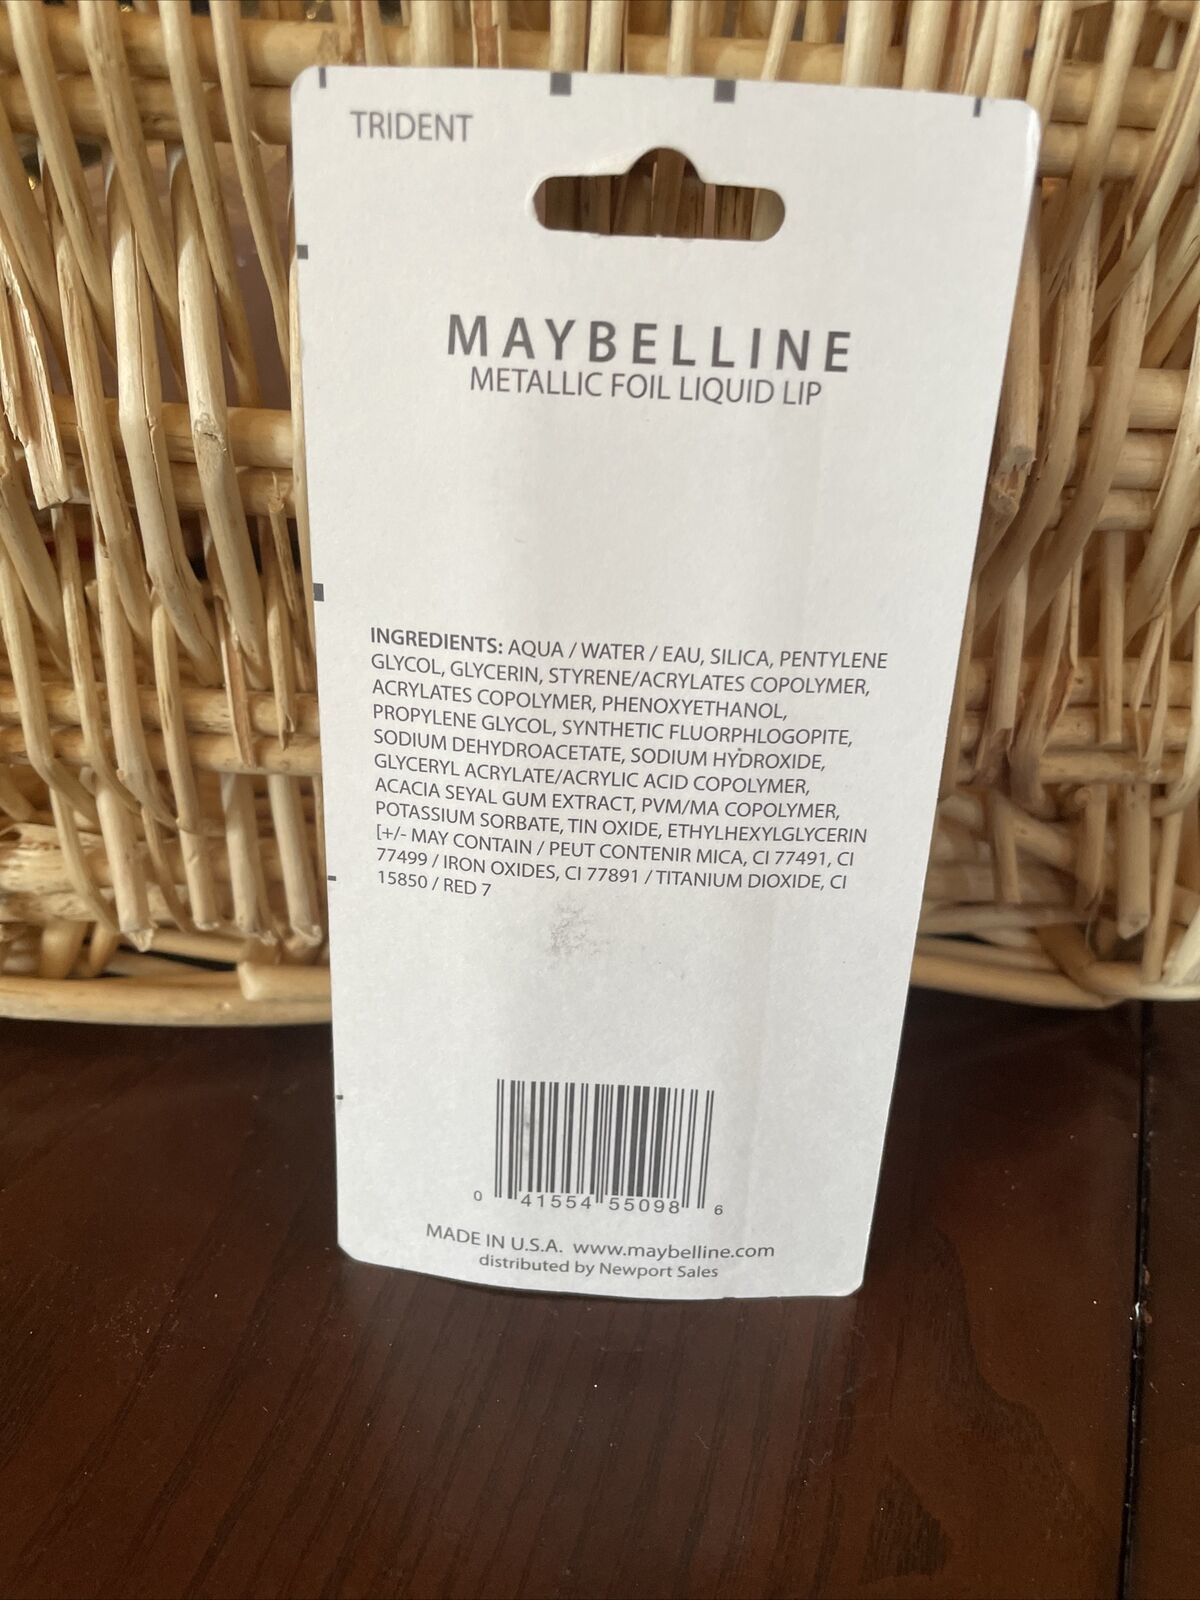 TRIDENT
MAYBELLINE
METALLIC FOIL LIQUID LIP
INGREDIENTS: AQUA / WATER / EAU, SILICA, PENTYLENE
GLYCOL, GLYCERIN, STYRENE/ACRYLATES COPOLYMER,
ACRYLATES COPOLYMER, PHENOXYETHANOL,
PROPYLENE GLYCOL, SYNTHETIC FLUORPHLOGOPITE,
SODIUM DEHYDROACETATE, SODIUM HYDROXIDE,
GLYCERYL ACRYLATE/ACRYLIC ACID COPOLYMER,
ACACIA SEYAL GUM EXTRACT, PVM/MA COPOLYMER,
POTASSIUM SORBATE, TIN OXIDE, ETHYLHEXYLGLYCERIN
[+/- MAY CONTAIN / PEUT CONTENIR MICA, CI 77491, CI
77499 / IRON OXIDES, CI 77891 / TITANIUM DIOXIDE, CI
15850 / RED 7
0 41554 55098 6
MADE IN U.S.A. www.maybelline.com
distributed by Newport Sales